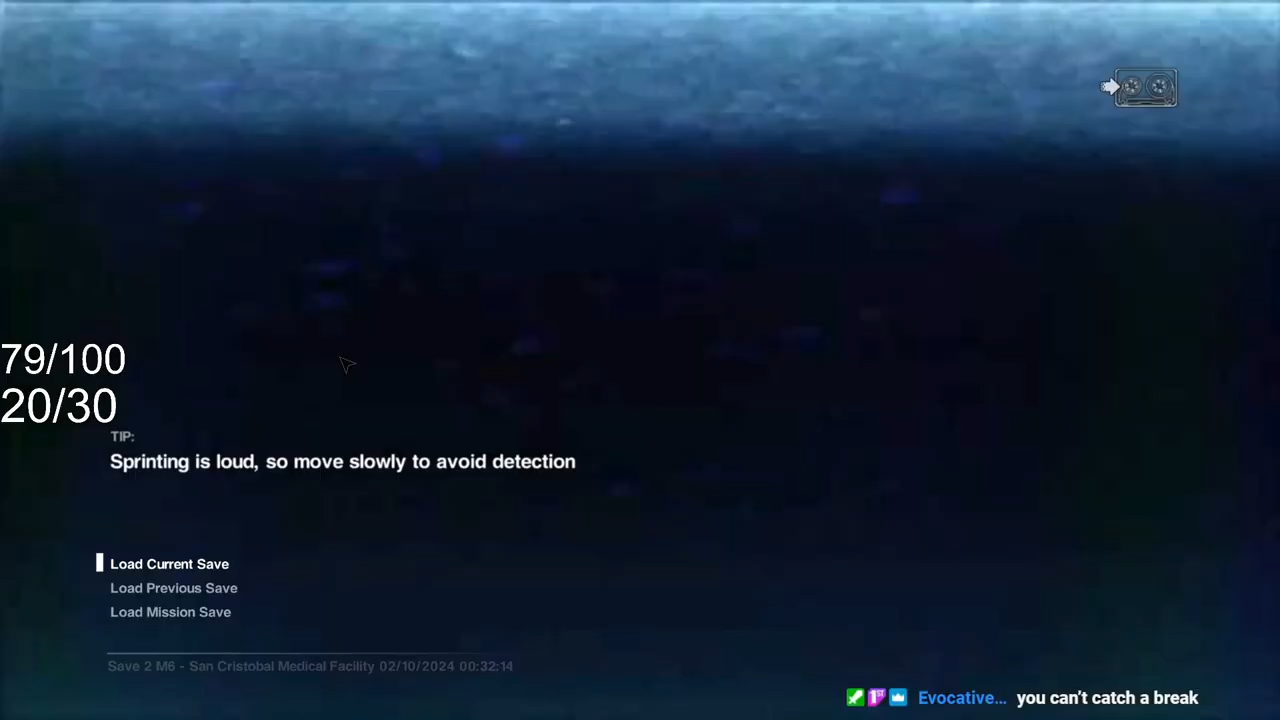 79/100
20/30
TIP:
Sprinting is loud, so move slowly to avoid detection
Load Current Save
Load Previous Save
Load Mission Save
Save 2 M6 - San Cristobal Medical Facility 02/10/2024 00:32:14
1ST Evocative… you can't catch a break